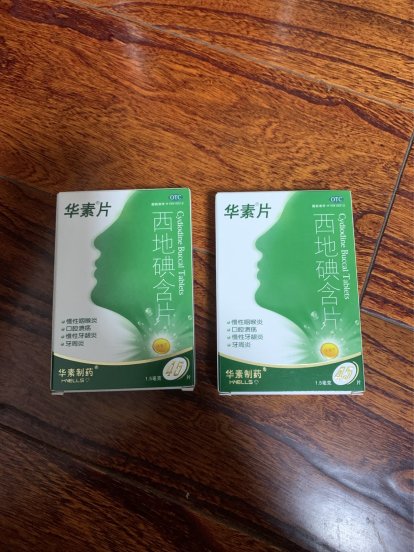 华素®片
OTC
西地碘含片
Cydiodine Buccal Tablets
慢性咽喉炎
口腔溃疡
慢性牙龈炎
牙周炎
华素制药®
1.5毫克
片
华素®片
OTC
西地碘含片
Cydiodine Buccal Tablets
慢性咽喉炎
口腔溃疡
慢性牙龈炎
牙周炎
华素制药®
1.5毫克
片